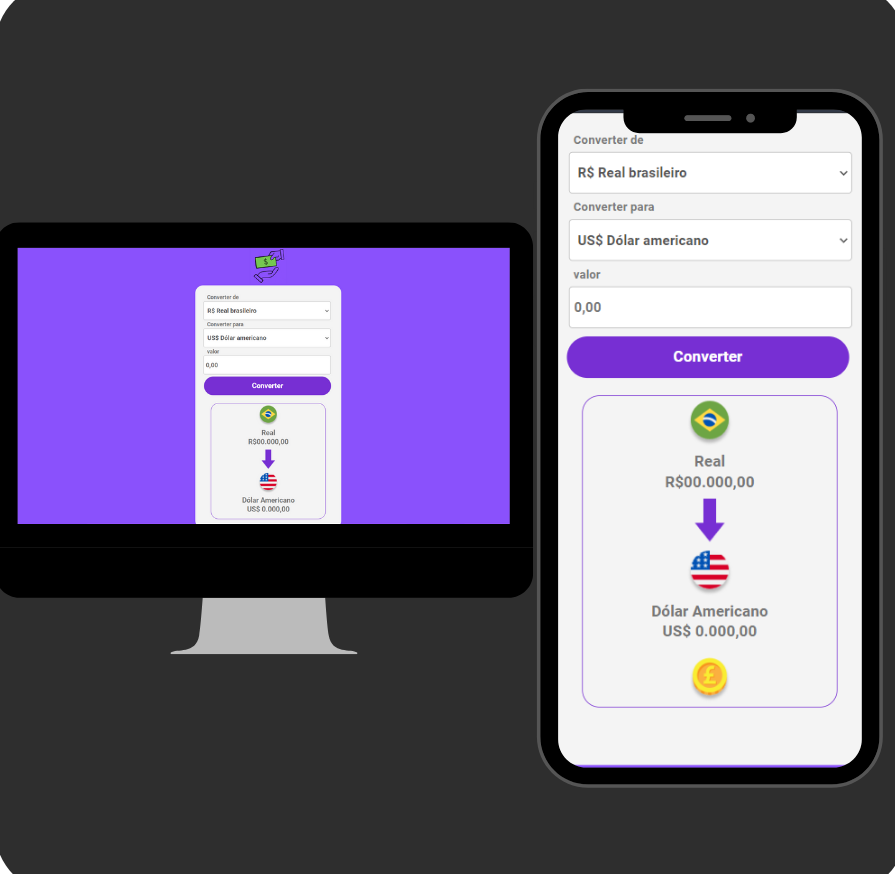 Converter de
R$ Real brasileiro
Converter para
US$ Dólar americano
valor
0,00
Converter
Real
R$00.000,00
Dólar Americano
US$ 0.000,00
$
Converter de
R$ Real brasileiro
Converter para
US$ Dólar americano
valor
0,00
Converter
Real
R$00.000,00
Dólar Americano
US$ 0.000,00
£